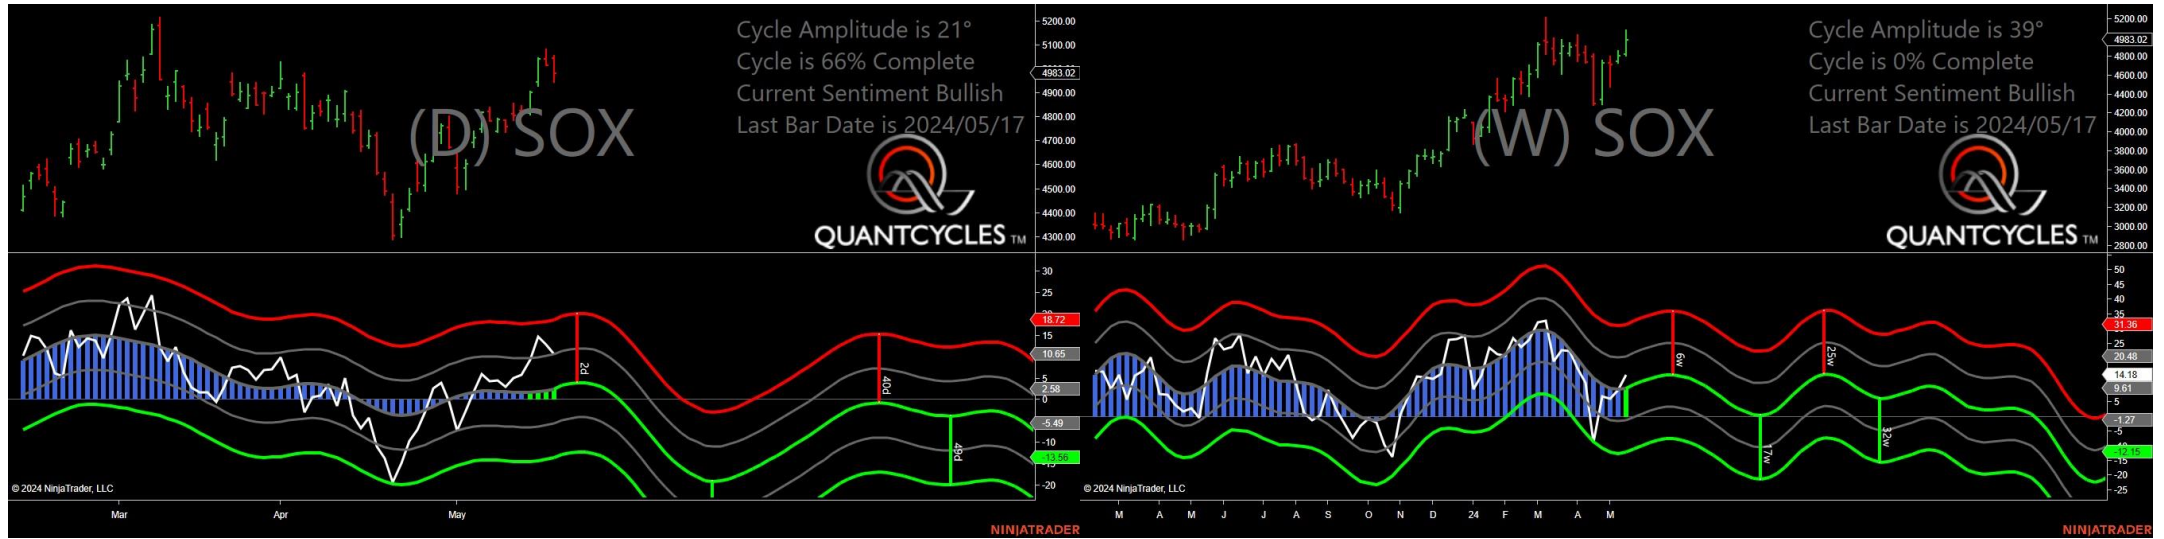 Cycle Amplitude is 21°
Cycle is 66% Complete
Current Sentiment Bullish
Last Bar Date is 2024/05/17
(D) SOX
QUANTCYCLES TM
5200.00
5100.00
4983.02
4900.00
4800.00
4700.00
4600.00
4500.00
4400.00
4300.00
30
25
18.72
15
10.65
5
2.58
0
-5.49
-10
-13.56
-20
2d
40d
49d
© 2024 NinjaTrader, LLC
Mar
Apr
May
NINJATRADER
Cycle Amplitude is 39°
Cycle is 0% Complete
Current Sentiment Bullish
Last Bar Date is 2024/05/17
(W) SOX
QUANTCYCLES TM
5200.00
4983.02
4800.00
4600.00
4400.00
4200.00
4000.00
3800.00
3600.00
3400.00
3200.00
3000.00
2800.00
50
45
40
35
31.36
25
20.48
14.18
9.61
5
-1.27
-5
-12.15
-15
-20
-25
6w
17w
25w
32w
© 2024 NinjaTrader, LLC
M
A
M
J
J
A
S
O
N
D
24
F
M
A
M
NINJATRADER